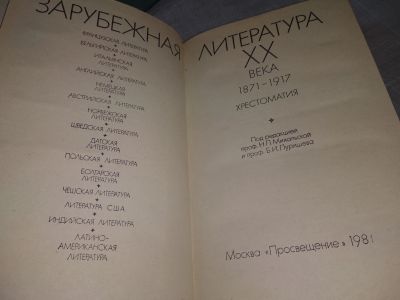 ЗАРУБЕЖНАЯ
ФРАНЦУЗСКАЯ ЛИТЕРАТУРА
+
БЕЛЬГИЙСКАЯ ЛИТЕРАТУРА
+
ИТАЛЬЯНСКАЯ
ЛИТЕРАТУРА
+
АНГЛИЙСКАЯ ЛИТЕРАТУРА
+
НЕМЕЦКАЯ
ЛИТЕРАТУРА
+
АВСТРИЙСКАЯ ЛИТЕРАТУРА
+
НОРВЕЖСКАЯ
ЛИТЕРАТУРА
+
ШВЕДСКАЯ ЛИТЕРАТУРА
+
ДАТСКАЯ
ЛИТЕРАТУРА
+
ПОЛЬСКАЯ ЛИТЕРАТУРА
+
БОЛГАРСКАЯ
ЛИТЕРАТУРА
+
ЧЕШСКАЯ ЛИТЕРАТУРА
+
ЛИТЕРАТУРА США
+
ИНДИЙСКАЯ ЛИТЕРАТУРА
+
ЛАТИНО-
АМЕРИКАНСКАЯ
ЛИТЕРАТУРА
ЛИТЕРАТУРА
XX
ВЕКА
1871-1917
ХРЕСТОМАТИЯ
Под редакцией
проф. Н.П. Михальской
и проф. Б.И. Пуришева
Москва «Просвещение» 1981